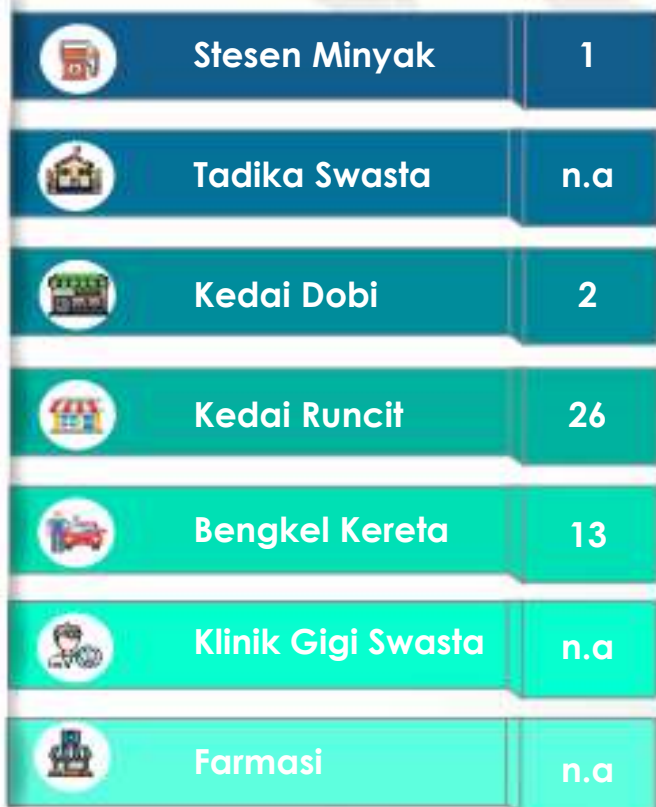 Stesen Minyak 1
Tadika Swasta n.a
Kedai Dobi 2
Kedai Runcit 26
Bengkel Kereta 13
Klinik Gigi Swasta n.a
Farmasi n.a